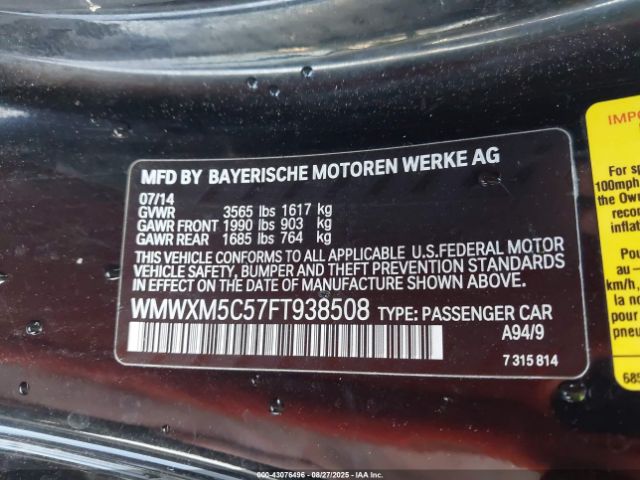 MFD BY BAYERISCHE MOTOREN WERKE AG
07/14
GVWR 3565 lbs 1617 kg
GAWR FRONT 1990 lbs 903 kg
GAWR REAR 1685 lbs 764 kg
THIS VEHICLE CONFORMS TO ALL APPLICABLE U.S.FEDERAL MOTOR
VEHICLE SAFETY, BUMPER AND THEFT PREVENTION STANDARDS
IN EFFECT ON THE DATE OF MANUFACTURE SHOWN ABOVE.
WMWXM5C57FT938508 TYPE: PASSENGER CAR
A94/9
7 315 814
IMPO
For sp
100mph
the Own
recon
inflat
au –
km/h,
la no
pour
pneu
685
000-43076496 - 08/27/2025 - IAA, Inc.